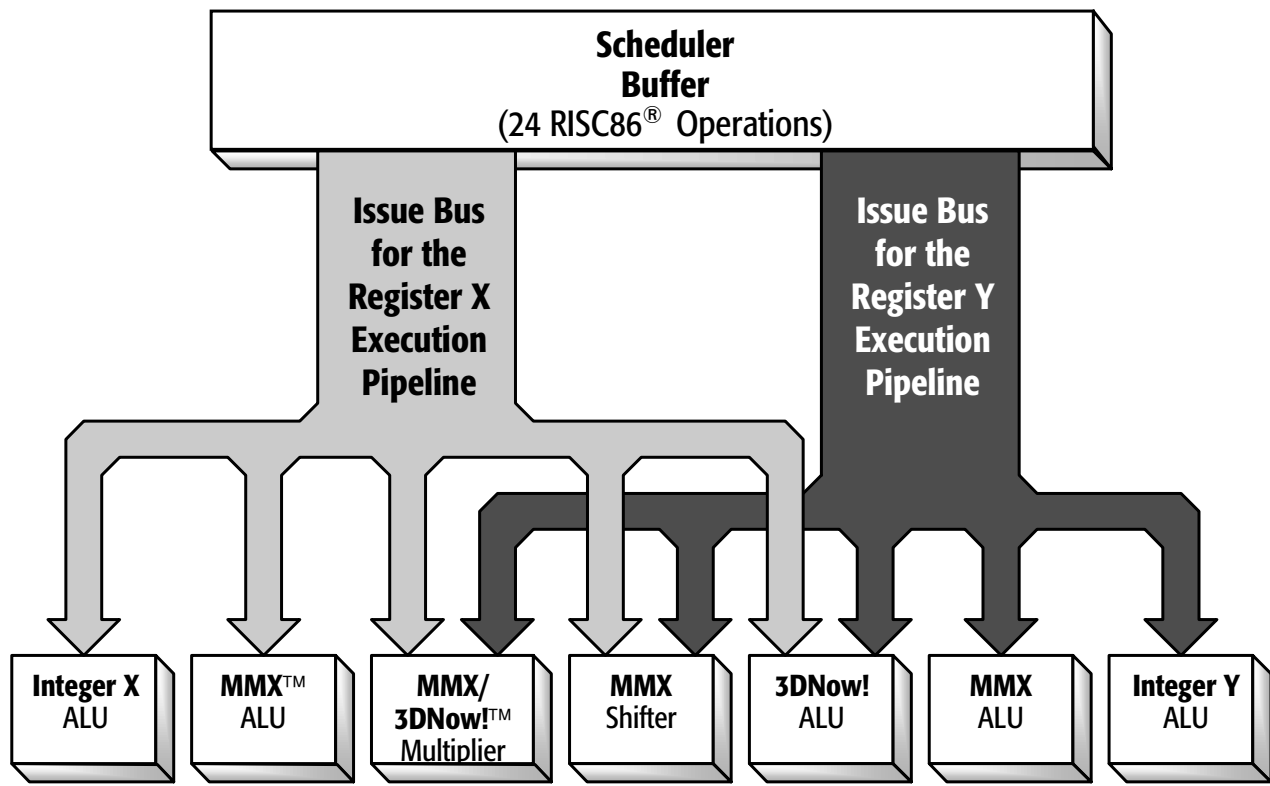 Scheduler
Buffer
(24 RISC86® Operations)
Issue Bus
for the
Register X
Execution
Pipeline
Issue Bus
for the
Register Y
Execution
Pipeline
Integer X
ALU
MMX™
ALU
MMX/
3DNow!™
Multiplier
MMX
Shifter
3DNow!
ALU
MMX
ALU
Integer Y
ALU